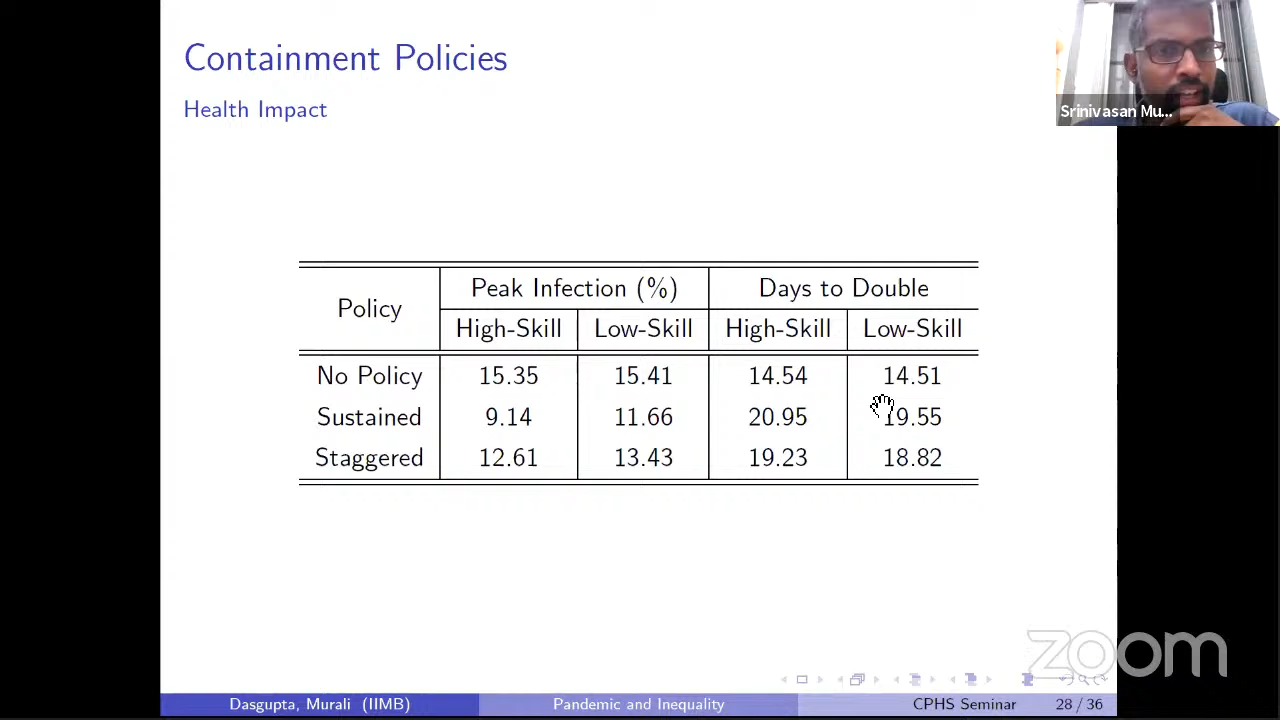 Containment Policies
Health Impact
Srinivasan Mu...
Policy
Peak Infection (%)
Days to Double
High-Skill
Low-Skill
High-Skill
Low-Skill
No Policy 15.35 15.41 14.54 14.51
Sustained 9.14 11.66 20.95 19.55
Staggered 12.61 13.43 19.23 18.82
zoom
Dasgupta, Murali (IIMB)
Pandemic and Inequality
CPHS Seminar
28 / 36